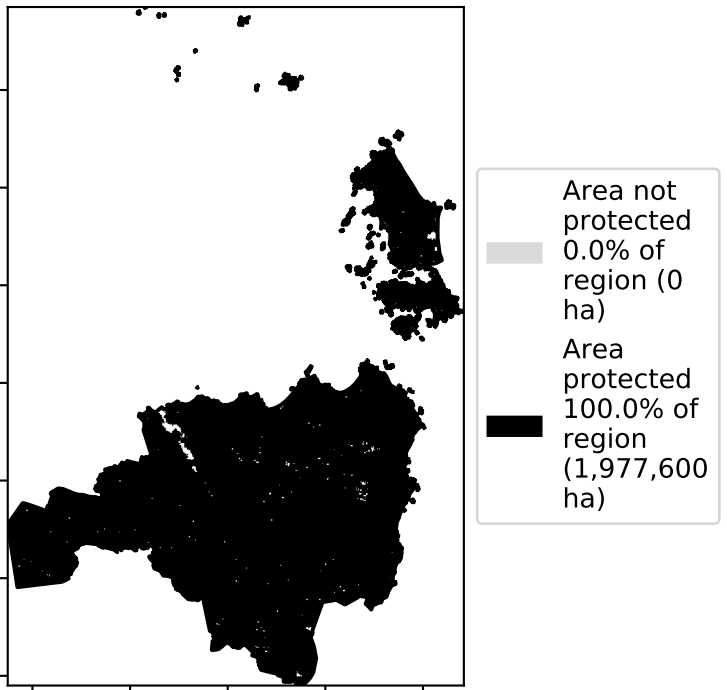 Area not
protected
0.0% of
region (0
ha)
Area
protected
100.0% of
region
(1,977,600
ha)